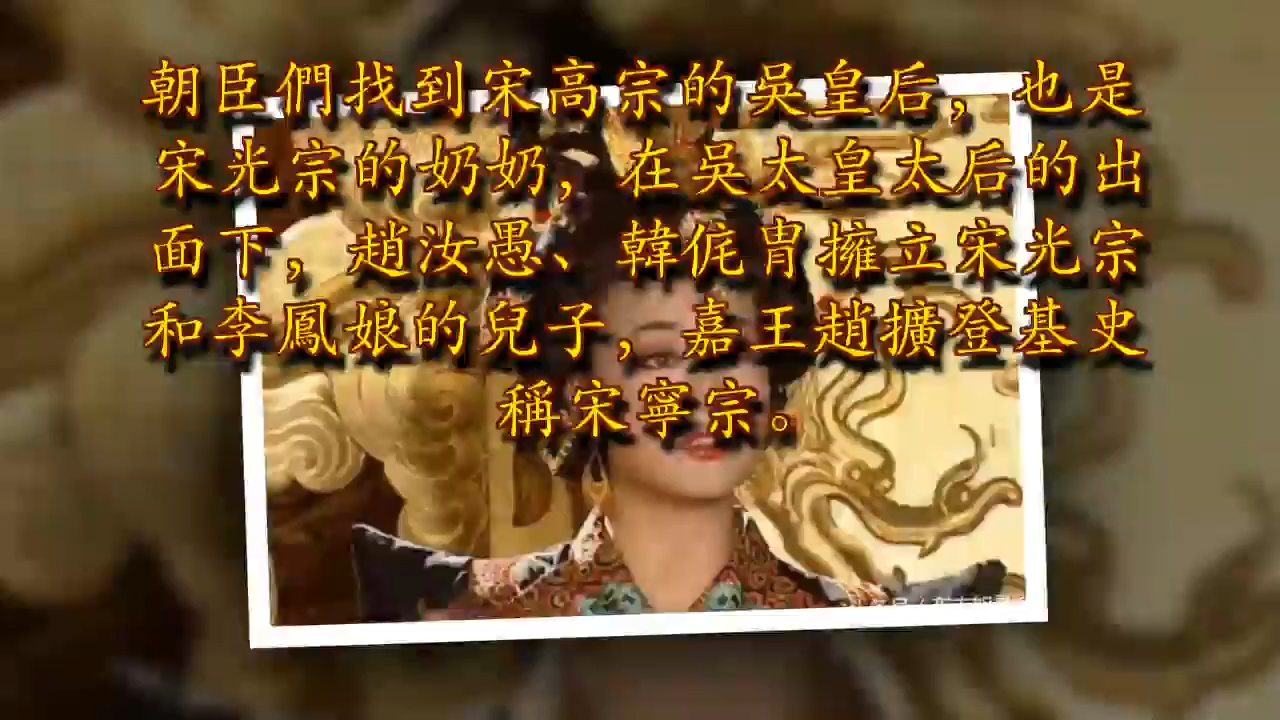 朝臣們找到宋高宗的吳皇后，也是
宋光宗的奶奶，在吳太皇太后的出
面下，趙汝愚、韓侂胄擁立宋光宗
和李鳳娘的兒子，嘉王趙擴登基史
稱宋寧宗。